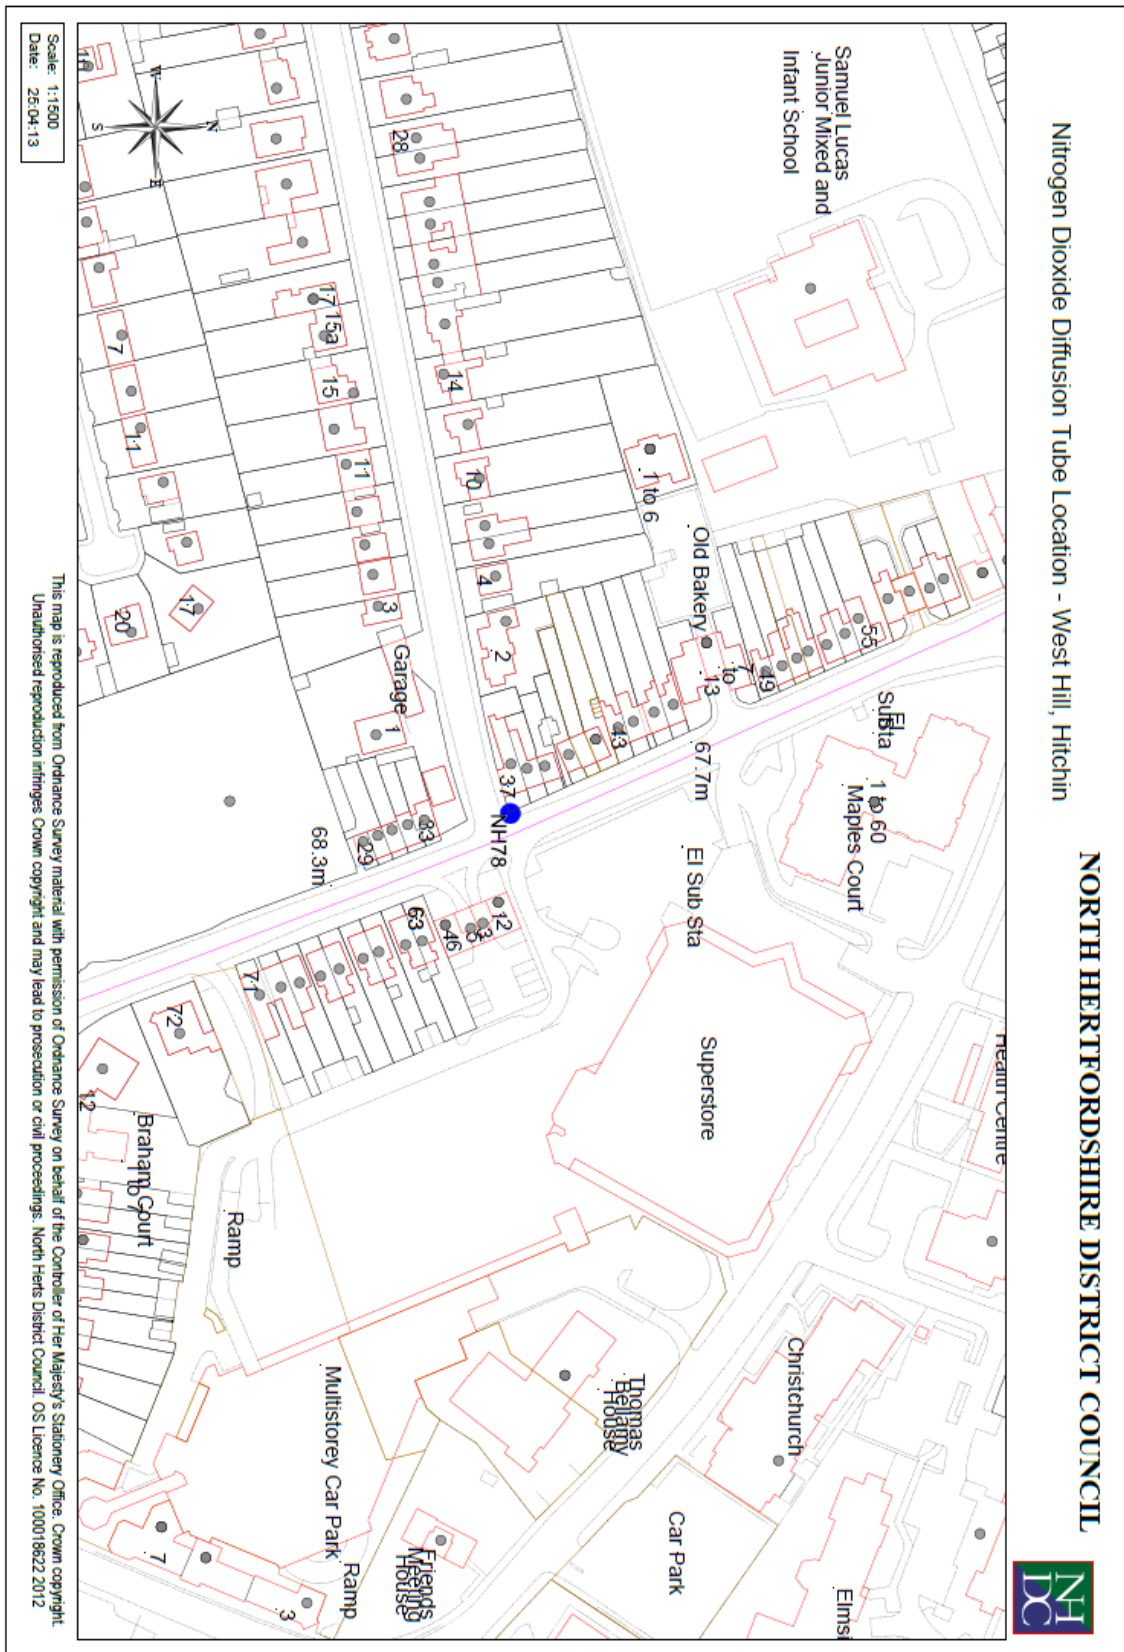 Nitrogen Dioxide Diffusion Tube Location - West Hill, Hitchin
NORTH HERTFORDSHIRE DISTRICT COUNCIL
NH
DC
Samuel Lucas
Junior Mixed and
Infant School
28
17
15a
15
14
11
10
7
11
1 to 6
Old Bakery
4
3
2
17
20
Garage
1
55
49
7
to
13
43
37
NH78
33
29
67.7m
68.3m
El
Sub Sta
1 to 60
Maples Court
El Sub Sta
12
3
5
46
63
71
72
12
Superstore
Health Centre
Braham Court
1 to 7
Ramp
Multistorey Car Park
Thomas
Bellamy
House
Christchurch
Car Park
Friends
Meeting
House
Ramp
7
3
W
N
S
E
Scale: 1:1500
Date: 25:04:13
This map is reproduced from Ordnance Survey material with permission of Ordnance Survey on behalf of the Controller of Her Majesty's Stationery Office. Crown copyright.
Unauthorised reproduction infringes Crown copyright and may lead to prosecution or civil proceedings. North Herts District Council. OS Licence No. 100018622 2012